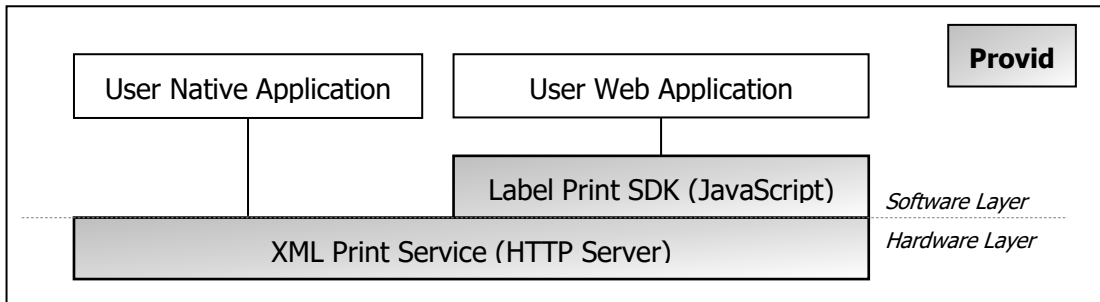 Provid
User Native Application
User Web Application
Label Print SDK (JavaScript)
Software Layer
XML Print Service (HTTP Server)
Hardware Layer